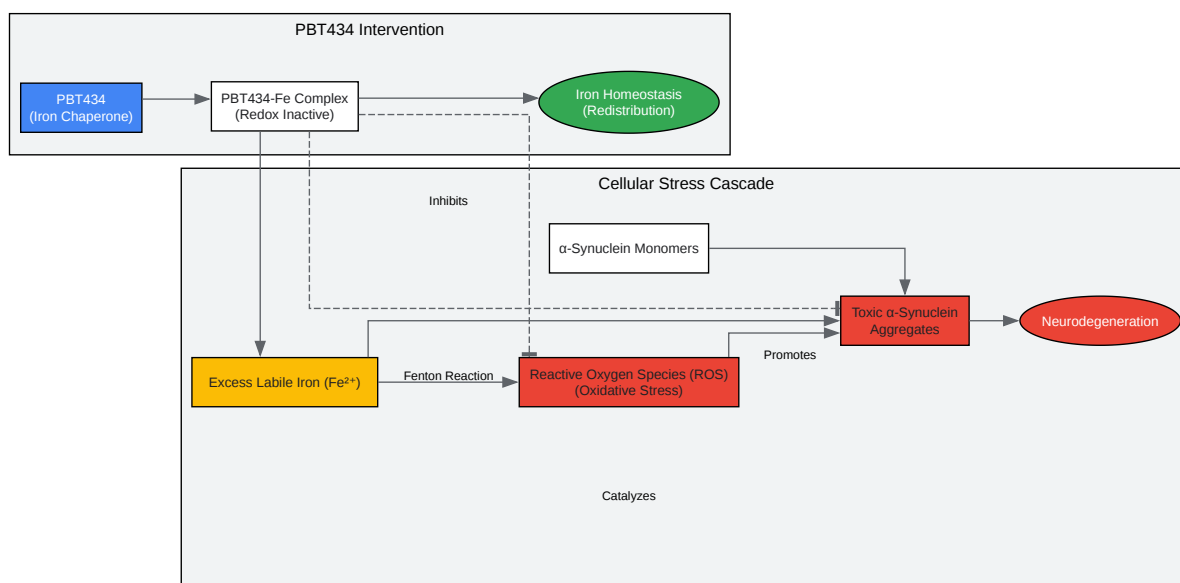 PBT434 Intervention
PBT434
(Iron Chaperone)
PBT434-Fe Complex
(Redox Inactive)
Iron Homeostasis
(Redistribution)
Cellular Stress Cascade
Inhibits
α-Synuclein Monomers
Toxic α-Synuclein
Aggregates
Neurodegeneration
Promotes
Excess Labile Iron (Fe²⁺)
Fenton Reaction
Reactive Oxygen Species (ROS)
(Oxidative Stress)
Catalyzes